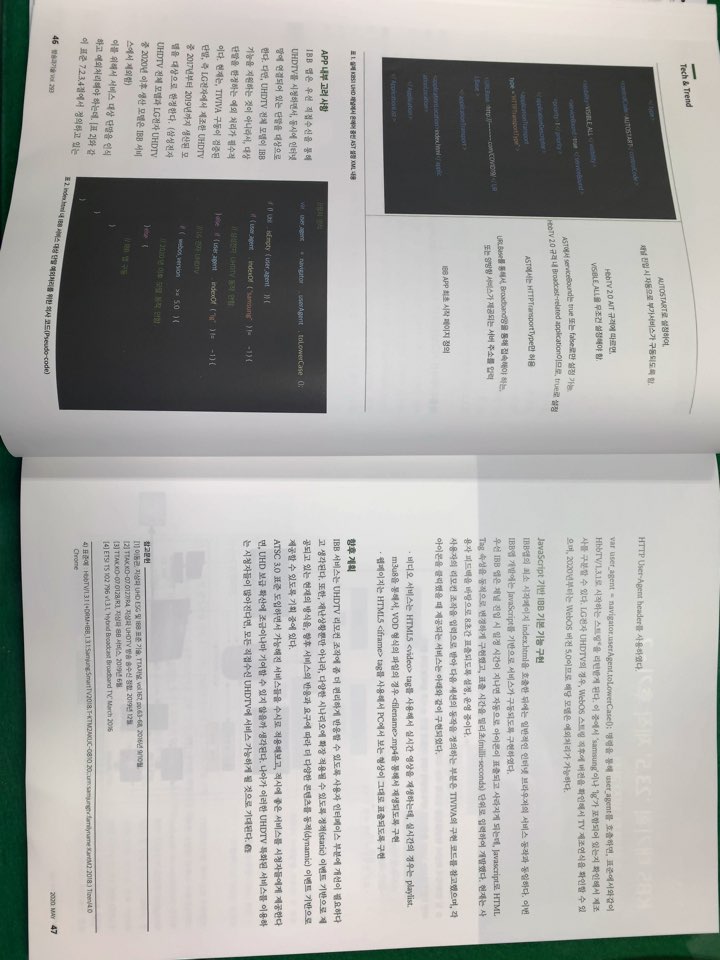 Tech & Trend
</ type >
<controlCode>AUTOSTART</ controlCode >
<visibility>VISIBLE_ALL</ visibility>
<serviceBound> true </ serviceBound>
<priority>1</ priority>
</ applicationDescriptor >
<applicationTransport
type ="HTTPTransportType" >
</ applicationTransport>
<applicationLocation>index.html</applic
ationLocation>
</ Application>
</ ApplicationList >
AUTOSTART로 설정하여,
채널 진입 시 자동으로 부가서비스가 구동되도록 함.
HbbTV 2.0 AIT 규격에 따르면,
VISIBLE_ALL을 무조건 설정해야 함.
AST에서 serviceBound는 true 또는 false로만 설정 가능.
HbbTV 2.0 규격 내 Broadcast-related application이므로, true로 설정
AST에서는 HTTPTransportType만 허용
URLBase를 통해서, Broadband망을 통해 접속해야 하는,
또는 양방향 서비스가 제공되는 서버 주소를 입력
IBB APP 최초 시작 페이지 정의
표 1. 실제 KBS1 UHD 채널에서 온에어 중인 AST 설정 XML 내용
APP 내부 고려 사항
IBB 앱은 우선 직접수신을 통해
UHDTV를 시청하면서, 동시에 인터넷
망에 연결되어 있는 단말을 대상으로
한다. 다만, UHDTV 전체 모델이 IBB
기능을 지원하는 것이 아니라서, 대상
단말을 한정하는 예외 처리가 필수적
이다. 현재는, TIVIVA 구동이 검증된
단말, 즉 LG전자에서 제조한 UHDTV
중 2017년부터 2019년까지 생산된 모
델을 대상으로 한정한다. (삼성전자
UHDTV 전체 모델과 LG전자 UHDTV
중 2020년 이후 생산 모델은 IBB 서비
스에서 제외함)
이를 위해서 서비스 대상 단말을 인식
하고 예외처리해야 하는데, [표 2]와 같
이 표준 7.2.3.4절에서 정의하고 있는
var user_agent = navigator .userAgent .toLowerCase ();
if (! Util . isEmpty ( user_agent )) {
if ( user_agent . indexOf ( "samsung" ) != -1 ) {
// 삼성전자 UHDTV 동작 안함
}else if ( user_agent . indexOf ( "lg" ) != -1 ) {
// LG 전자 UHDTV
if ( webos_version >= 5.0 ) {
// 2020 년 이후 모델 동작 안함
}else {
// IBB 앱 구동
}
}
}
표 2. index.html 내 IBB 서비스 대상 단말 예외처리를 위한 의사 코드(Pseudo-code)
46 방송과기술 Vol. 293
HTTP User-Agent header를 사용하였다.
var user_agent = navigator.userAgent.toLowerCase(); 명령을 통해 user_agent를 호출하면, 표준에서와같이
HbbTV/1.3.1로 시작하는 스트링⁴을 리턴받게 된다. 이 중에서 ‘samsung’이나 ‘lg’가 포함되어 있는지 확인해서 제조
사를 구분할 수 있다. LG전자 UHDTV의 경우, WebOS 스트링 직후에 버전을 확인해서 TV 제조연식을 확인할 수 있
으며, 2020년부터는 WebOS 버전 5.0이므로 해당 모델은 예외처리가 가능하다.
JavaScript 기반 IBB 기본 기능 구현
IBB앱의 최소 시작페이지 index.html을 호출한 뒤에는 일반적인 인터넷 브라우저의 서비스 동작과 동일하다. 이번
IBB앱 개발에는 JavaScript를 기반으로 서비스가 구동되도록 구현하였다.
우선 IBB 앱은 채널 진입 시 일정 시간이 지나면 자동으로 아이콘이 표출되고 사라지게 되는데, Javascript로 HTML
Tag 속성을 동적으로 변경하게 구현했고, 표출 시간을 밀리초(milli-seconds) 단위로 입력하여 개발했다. 현재는 사
용자 피드백을 바탕으로 8초간 표출되도록 설정, 운영 중이다.
사용자의 리모컨 조작을 입력으로 받아 다음 세션의 동작을 정의하는 부분은 TIVIVA의 구현 코드를 참고했으며, 각
아이콘을 클릭했을 때 제공되는 서비스는 아래와 같이 구현되었다.
· 비디오 서비스는 HTML5 <video> tag를 사용해서 실시간 영상을 재생하는데, 실시간의 경우는 playlist.
m3u8을 통해서, VOD 형식의 파일의 경우 <filename>.mp4을 통해서 재생되도록 구현
· 웹페이지는 HTML5 <iframe> tag를 사용해서 PC에서 보는 형상이 그대로 표출되도록 구현
향후 계획
IBB 서비스는 UHDTV 리모컨 조작에 좀 더 편리하게 반응할 수 있도록 사용자 인터페이스 부분에 개선이 필요하다
고 생각된다. 또한, 재난상황뿐만 아니라, 다양한 시나리오에 확장 적용될 수 있도록 정적(static) 이벤트 기반으로 제
공되고 있는 현재의 방식을, 향후 서비스의 반응과 요구에 따라 더 다양한 콘텐츠를 동적(dynamic) 이벤트 기반으로
제공할 수 있도록 기획 중에 있다.
ATSC 3.0 표준 도입하면서 가능해진 서비스들을 수시로 적용해보고, 적시에 좋은 서비스를 시청자들에게 제공한다
면, UHD 보급 확산에 조금이나마 기여할 수 있지 않을까 생각된다. 나아가 이러한 UHDTV 특화된 서비스를 이용하
는 시청자들이 많아진다면, 모든 직접수신 UHDTV에 서비스 가능하게 될 것으로 기대된다.
참고문헌
[1] 이동관, 지상파 UHD ESG 및 IBB 표준 기술, TTA저널, vol.167, pp.63-68, 2016년 9/10월.
[2] TTAK.KO-07.0127/R4, 지상파 UHDTV 방송 송수신 정합, 2019년 12월.
[3] TTAK.KO-07.0128/R3, 지상파 IBB 서비스, 2019년 6월.
[4] ETSI TS 102 796 v1.3.1, 'Hybrid Broadcast Broadband TV,' March 2016
4) 표준예 : HbbTV/1.3.1 (+DRM+IBB,1.3.1;Samjung;SmartTV2018;T-KTM2AKUC-0810.20;;urn:samjungtv:familyname:KantM2:2018;) Tizen/4.0
Chrome
2020. MAY 47